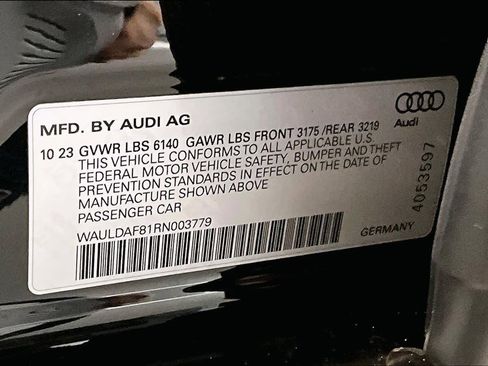 MFD. BY AUDI AG
Audi
10 23 GVWR LBS 6140 GAWR LBS FRONT 3175 /REAR 3219
THIS VEHICLE CONFORMS TO ALL APPLICABLE U.S.
FEDERAL MOTOR VEHICLE SAFETY, BUMPER AND THEFT
PREVENTION STANDARDS IN EFFECT ON THE DATE OF
MANUFACTURE SHOWN ABOVE
PASSENGER CAR
WAULDAF81RN003779
GERMANY
4053597